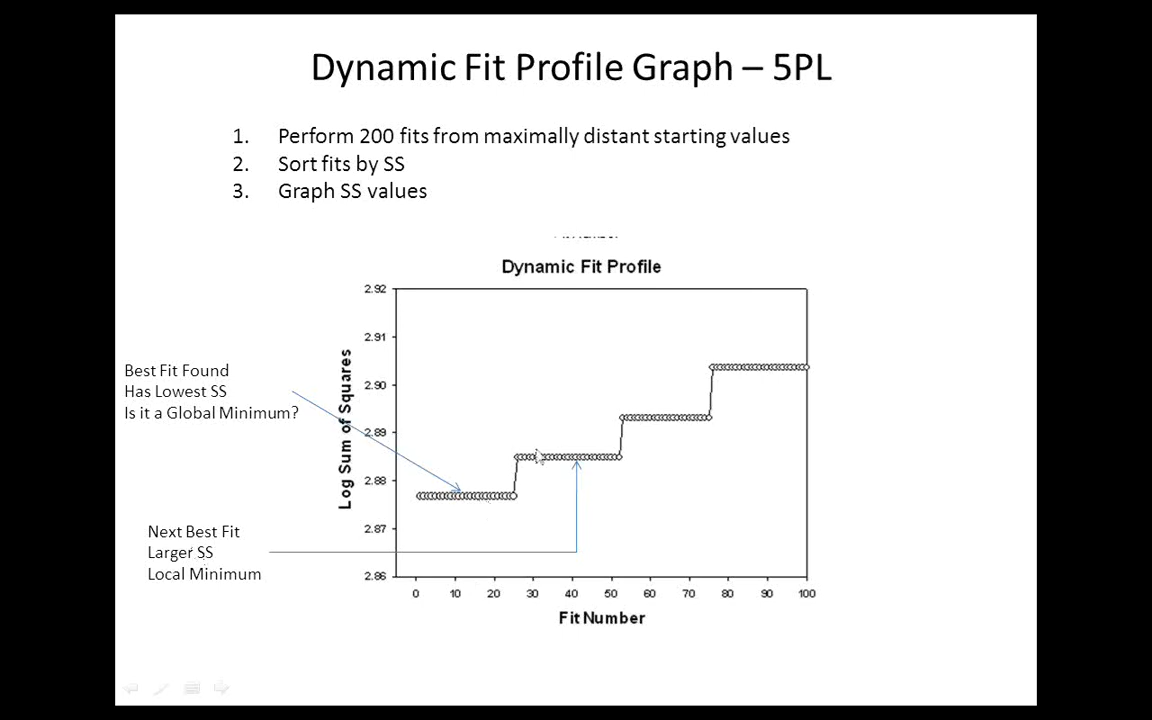 Dynamic Fit Profile Graph – 5PL
1. Perform 200 fits from maximally distant starting values
2. Sort fits by SS
3. Graph SS values
Dynamic Fit Profile
2.92
2.91
2.90
2.89
2.88
2.87
2.86
Log Sum of Squares
0 10 20 30 40 50 60 70 80 90 100
Fit Number
Best Fit Found
Has Lowest SS
Is it a Global Minimum?
Next Best Fit
Larger SS
Local Minimum